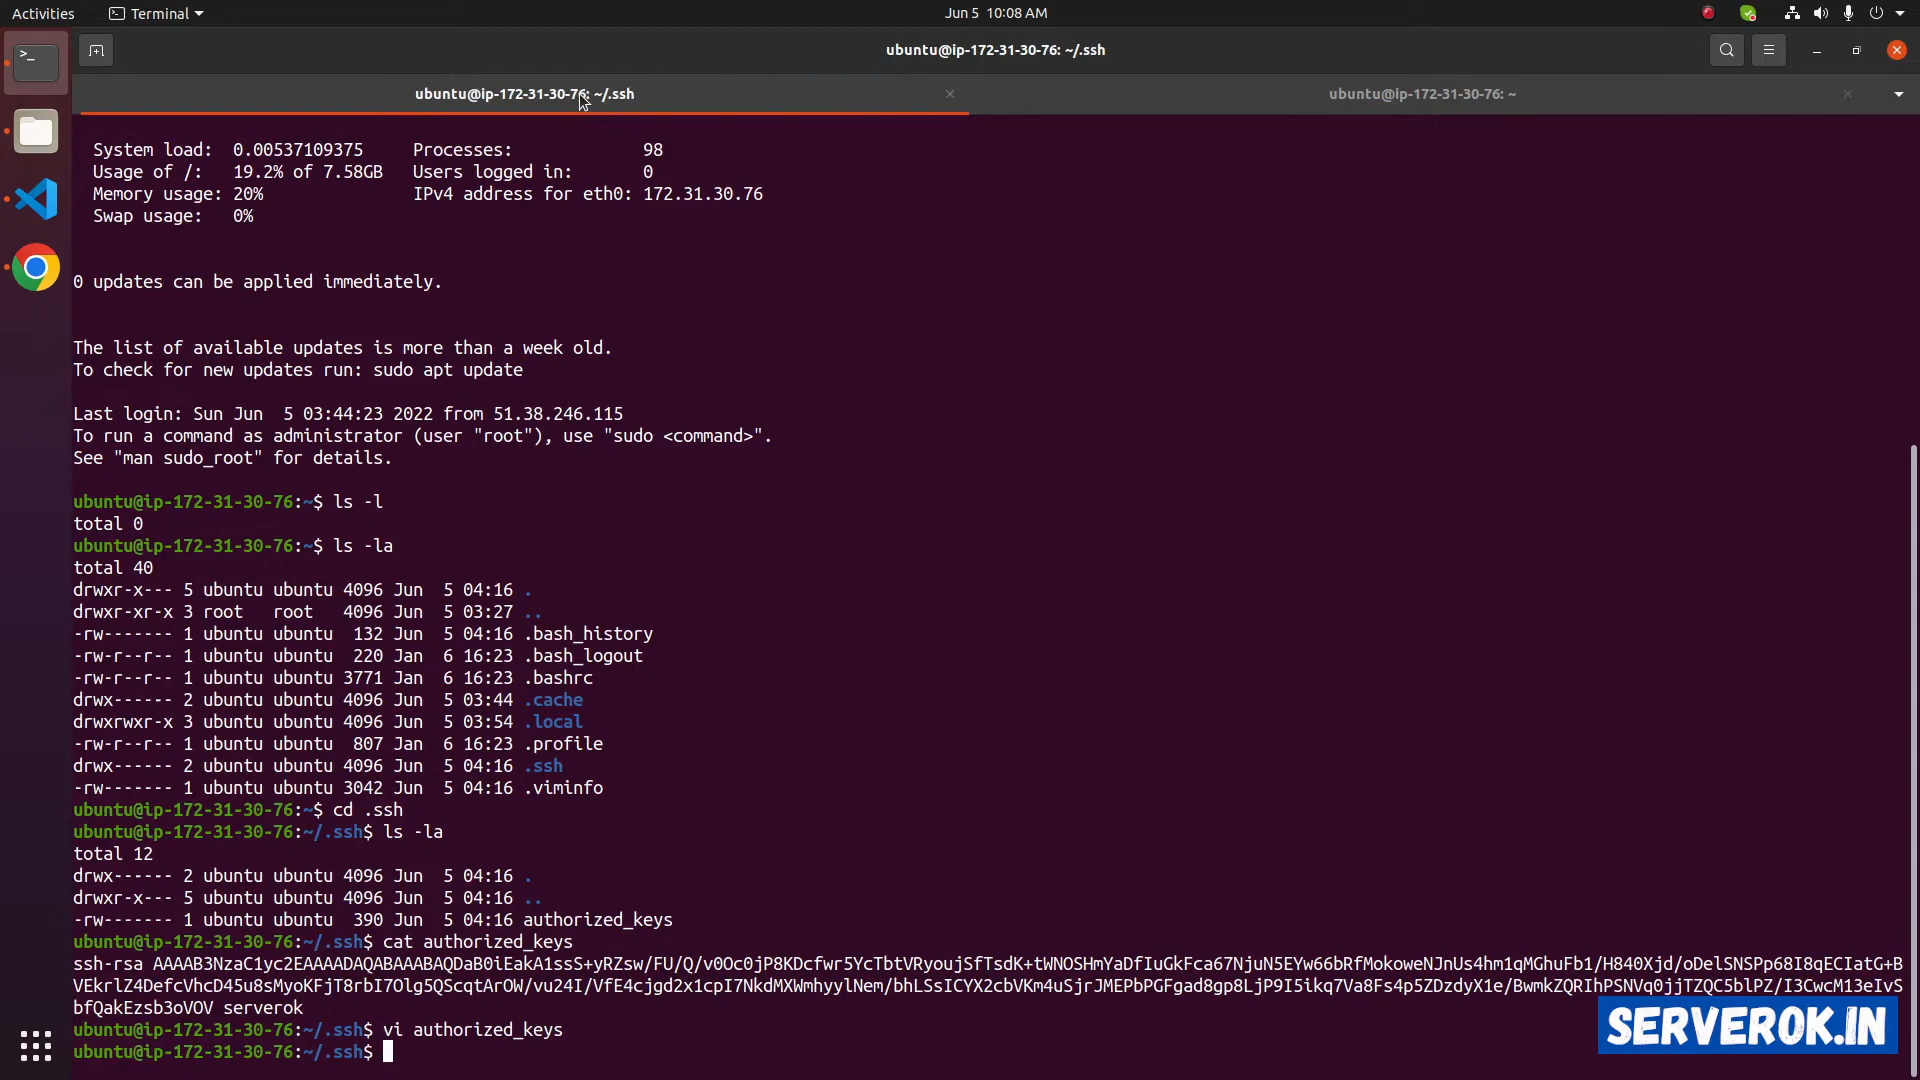 Activities Terminal Jun 5 10:08 AM
ubuntu@ip-172-31-30-76: ~/.ssh
ubuntu@ip-172-31-30-76: ~/.ssh ubuntu@ip-172-31-30-76: ~
System load: 0.00537109375 Processes: 98
Usage of /: 19.2% of 7.58GB Users logged in: 0
Memory usage: 20% IPv4 address for eth0: 172.31.30.76
Swap usage: 0%
0 updates can be applied immediately.
The list of available updates is more than a week old.
To check for new updates run: sudo apt update
Last login: Sun Jun 5 03:44:23 2022 from 51.38.246.115
To run a command as administrator (user "root"), use "sudo <command>".
See "man sudo_root" for details.
ubuntu@ip-172-31-30-76:~$ ls -l
total 0
ubuntu@ip-172-31-30-76:~$ ls -la
total 40
drwxr-x--- 5 ubuntu ubuntu 4096 Jun 5 04:16 .
drwxr-xr-x 3 root root 4096 Jun 5 03:27 ..
-rw------- 1 ubuntu ubuntu 132 Jun 5 04:16 .bash_history
-rw-r--r-- 1 ubuntu ubuntu 220 Jan 6 16:23 .bash_logout
-rw-r--r-- 1 ubuntu ubuntu 3771 Jan 6 16:23 .bashrc
drwx------ 2 ubuntu ubuntu 4096 Jun 5 03:44 .cache
drwxrwxr-x 3 ubuntu ubuntu 4096 Jun 5 03:54 .local
-rw-r--r-- 1 ubuntu ubuntu 807 Jan 6 16:23 .profile
drwx------ 2 ubuntu ubuntu 4096 Jun 5 04:16 .ssh
-rw------- 1 ubuntu ubuntu 3042 Jun 5 04:16 .viminfo
ubuntu@ip-172-31-30-76:~$ cd .ssh
ubuntu@ip-172-31-30-76:~/.ssh$ ls -la
total 12
drwx------ 2 ubuntu ubuntu 4096 Jun 5 04:16 .
drwxr-x--- 5 ubuntu ubuntu 4096 Jun 5 04:16 ..
-rw------- 1 ubuntu ubuntu 390 Jun 5 04:16 authorized_keys
ubuntu@ip-172-31-30-76:~/.ssh$ cat authorized_keys
ssh-rsa AAAAB3NzaC1yc2EAAAADAQABAAABAQDaB0iEakA1ssS+yRZsw/FU/Q/v0Oc0jP8KDcfwr5YcTbtVRyoujSfTsdK+tWNOSHmYaDfIuGkFca67NjuN5EYw66bRfMokoweNJnUs4hm1qMGhuFb1/H840Xjd/oDelSNSPp68I8qECIatG+B
VEkrlZ4DefcVhcD45u8sMyoKFjT8rbI7Olg5QScqtArOW/vu24I/VfE4cjgd2x1cpI7NkdMXWmhyylNem/bhLSsICYX2cbVKm4uSjrJMEPbPGFgad8gp8LjP9I5ikq7Va8Fs4p5ZDzdyX1e/BwmkZQRIhPSNVq0jjTZQC5blPZ/I3CwcM13eIvS
bfQakEzsb3oVOV serverok
ubuntu@ip-172-31-30-76:~/.ssh$ vi authorized_keys
ubuntu@ip-172-31-30-76:~/.ssh$
SERVEROK.IN